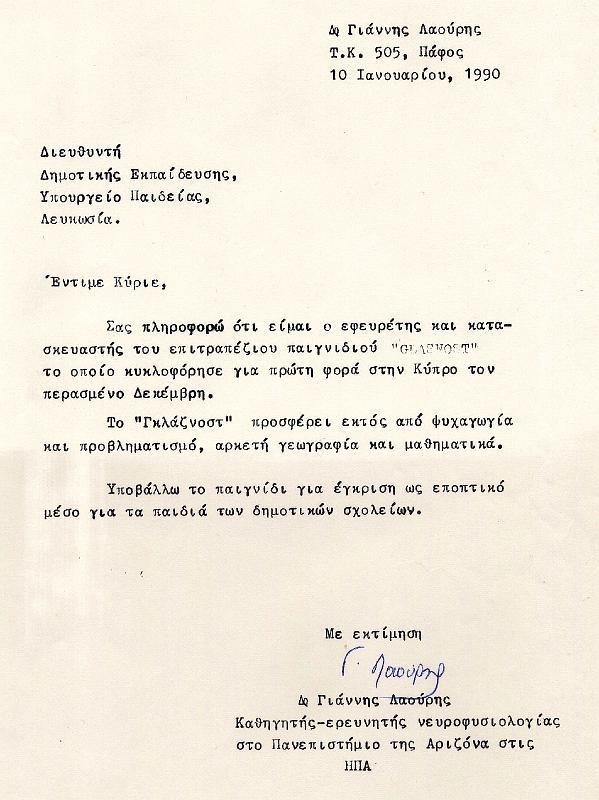 Δρ Γιάννης Λαούρης
Τ.Κ. 505, Πάφος
10 Ιανουαρίου, 1990
Διευθυντή
Δημοτικής Εκπαίδευσης,
Υπουργείο Παιδείας,
Λευκωσία.
Έντιμε Κύριε,
Σας πληροφορώ ότι είμαι ο εφευρέτης και κατα-
σκευαστής του επιτραπέζιου παιγνιδιού "GLASNOST"
το οποίο κυκλοφόρησε για πρώτη φορά στην Κύπρο τον
περασμένο Δεκέμβρη.
Το "Γκλάζνοστ" προσφέρει εκτός από ψυχαγωγία
και προβληματισμό, αρκετή γεωγραφία και μαθηματικά.
Υποβάλλω το παιγνίδι για έγκριση ως εποπτικό
μέσο για τα παιδιά των δημοτικών σχολείων.
Με εκτίμηση
Γ. Λαούρης
Δρ Γιάννης Λαούρης
Καθηγητής-ερευνητής νευροφυσιολογίας
στο Πανεπιστήμιο της Αριζόνα στις
ΗΠΑ